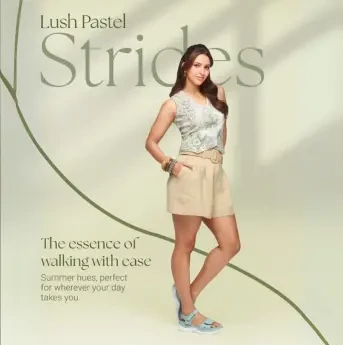 Lush Pastel
Strides
The essence of
walking with ease
Summer hues, perfect
for wherever your day
takes you